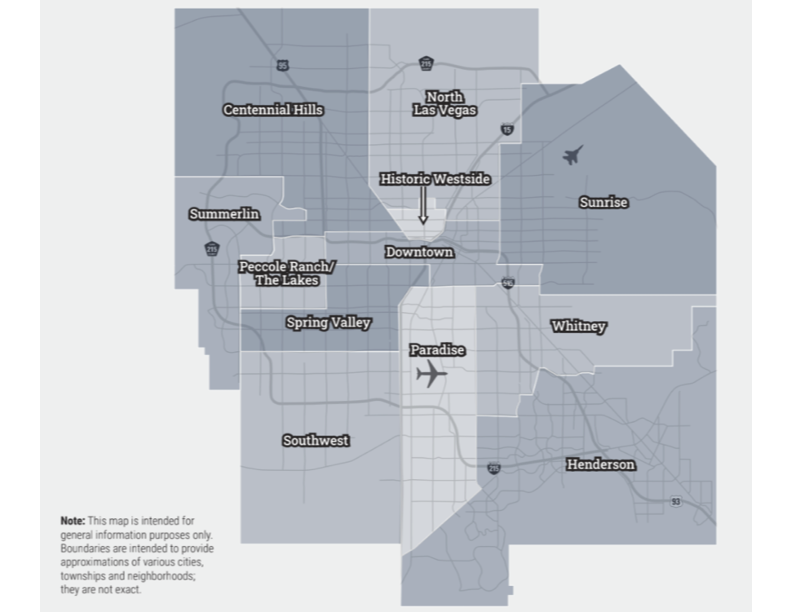 95
215
Centennial Hills
North
Las Vegas
15
Historic Westside
Sunrise
Summerlin
215
Downtown
Peccole Ranch/
The Lakes
Spring Valley
Whitney
Paradise
Southwest
Henderson
215
93
Note: This map is intended for
general information purposes only.
Boundaries are intended to provide
approximations of various cities,
townships and neighborhoods;
they are not exact.